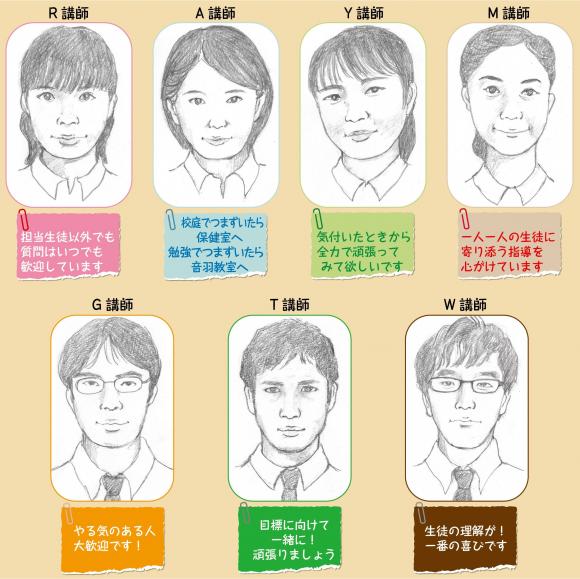 R 講師
A 講師
Y 講師
M 講師
担当生徒以外でも
質問はいつでも
歓迎しています
校庭でつまずいたら
保健室へ
勉強でつまずいたら
音羽教室へ
気付いたときから
全力で頑張って
みて欲しいです
一人一人の生徒に
寄り添う指導を
心がけています
G 講師
T 講師
W 講師
やる気のある人
大歓迎です！
目標に向けて
一緒に！
頑張りましょう
生徒の理解が！
一番の喜びです